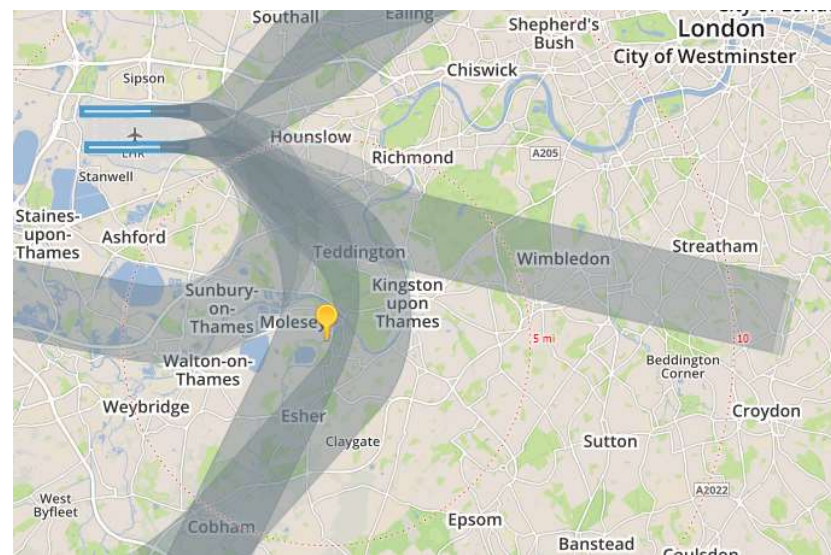 Southall
Ealing
Shepherd's
Bush
London
City of Westminster
Sipson
Chiswick
LHR
Hounslow
A205
Richmond
Stanwell
Staines-
upon-
Thames
Ashford
Teddington
Streatham
Wimbledon
Sunbury-
on-
Thames
Kingston
upon
Thames
Molesey
5 mi
10
Walton-on-
Thames
Beddington
Corner
Weybridge
Esher
Croydon
Claygate
Sutton
West
Byfleet
A2022
Cobham
Epsom
Banstead
Coulsdon